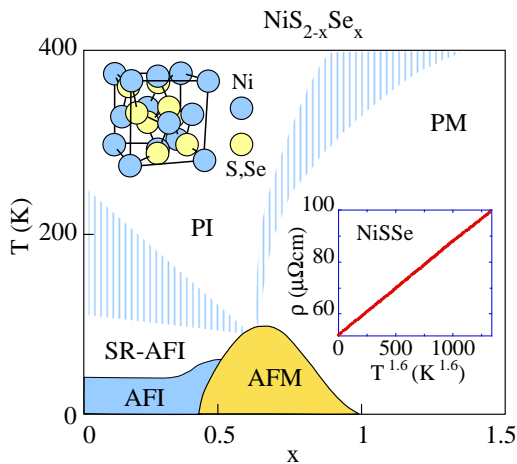 NiS2-xSex
400
Ni
PM
S,Se
T (K)
200
PI
100
NiSSe
80
ρ (μΩcm)
60
SR-AFI
0
500
1000
T1.6 (K1.6)
AFI
AFM
0
0
0.5
1
1.5
x